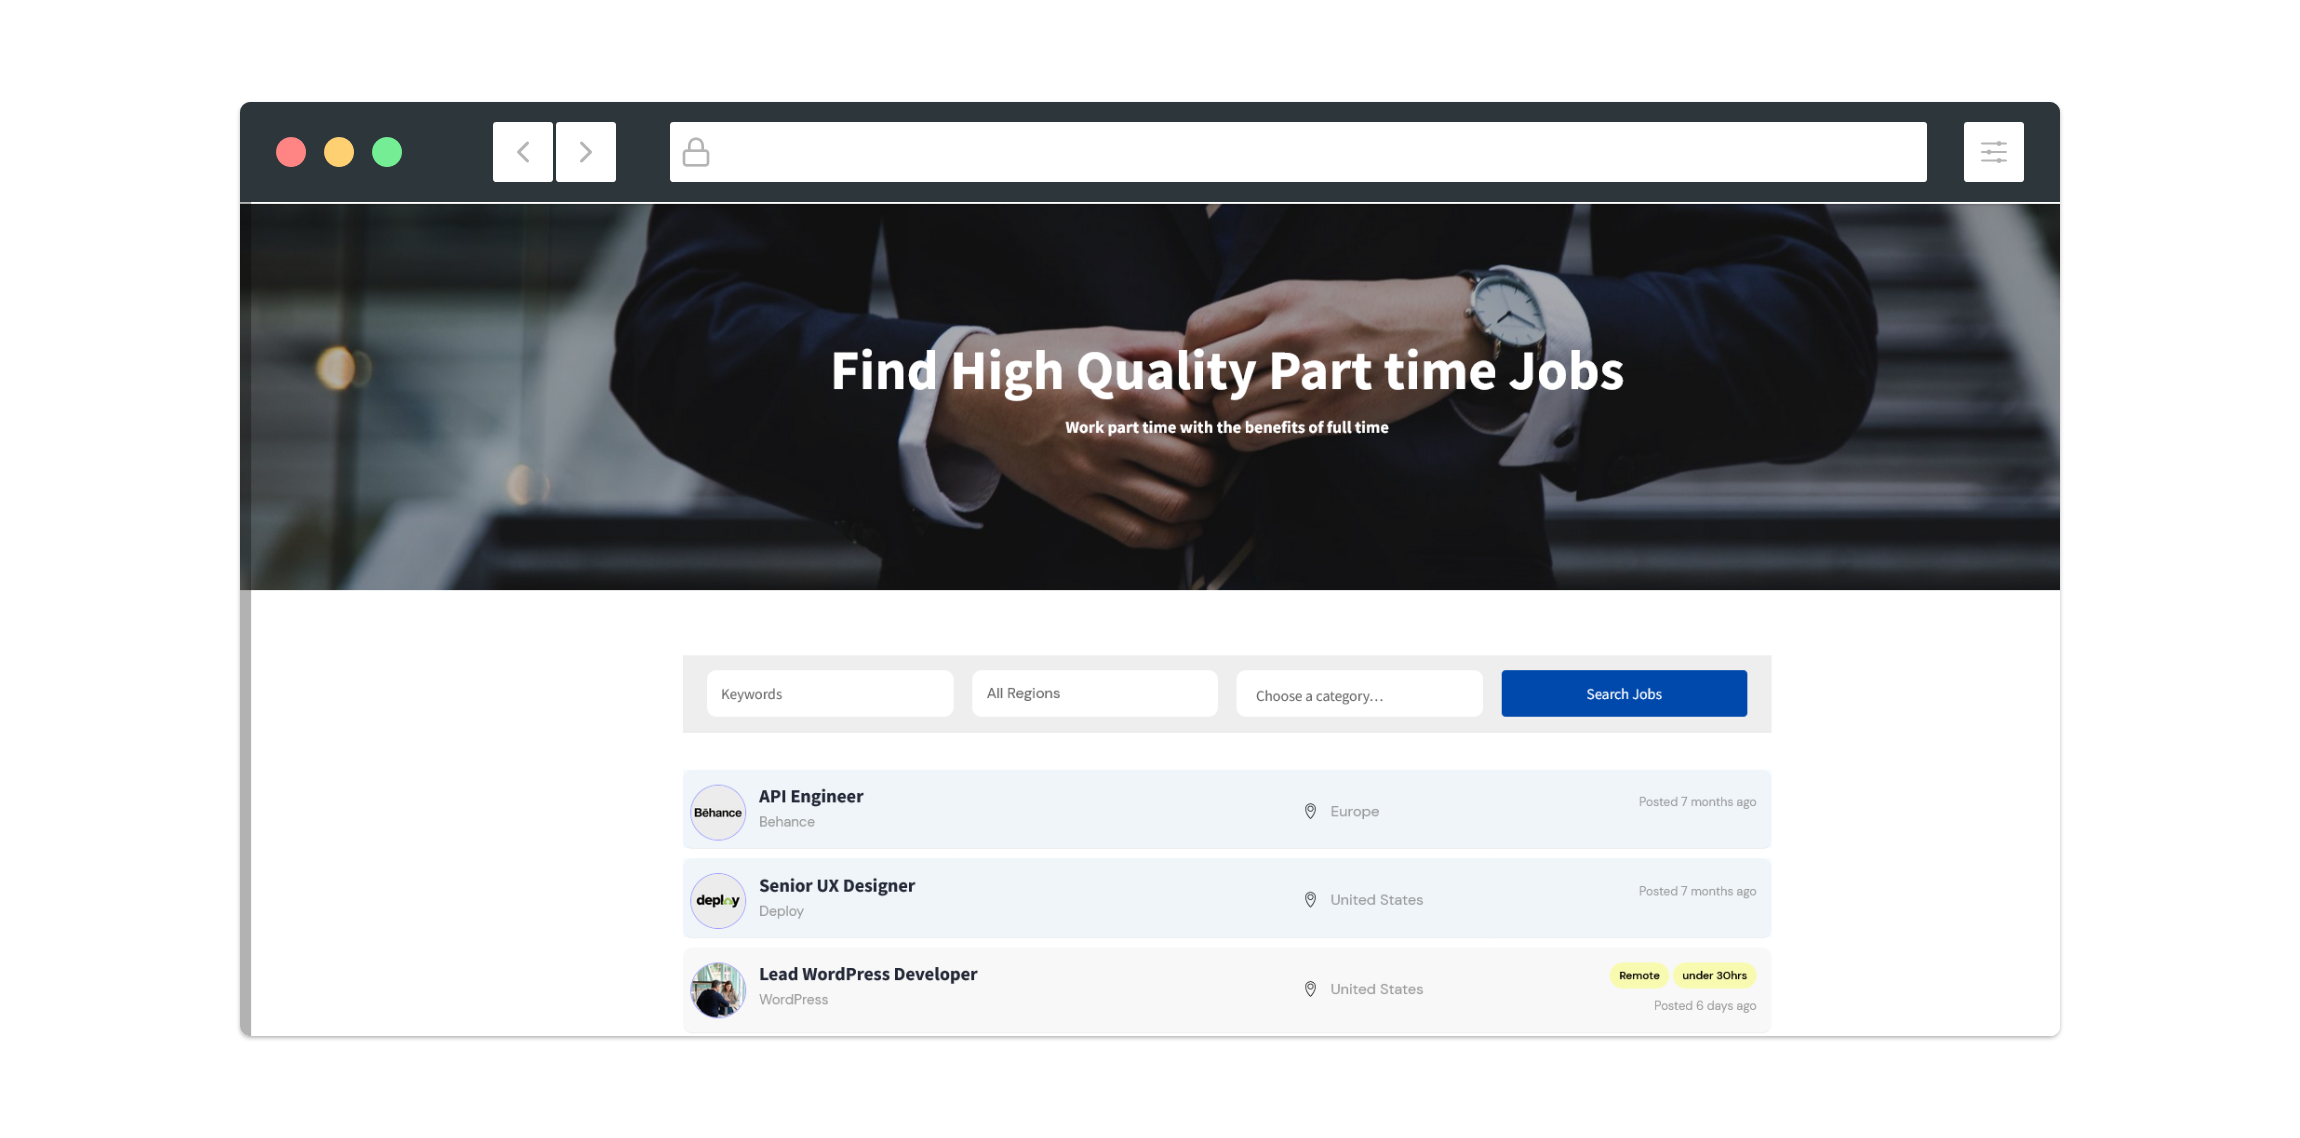 Find High Quality Part time Jobs
Work part time with the benefits of full time
Keywords
All Regions
Choose a category...
Search Jobs
Bēhance
API Engineer
Behance
Europe
Posted 7 months ago
deploy
Senior UX Designer
Deploy
United States
Posted 7 months ago
Lead WordPress Developer
WordPress
United States
Remote
under 30hrs
Posted 6 days ago